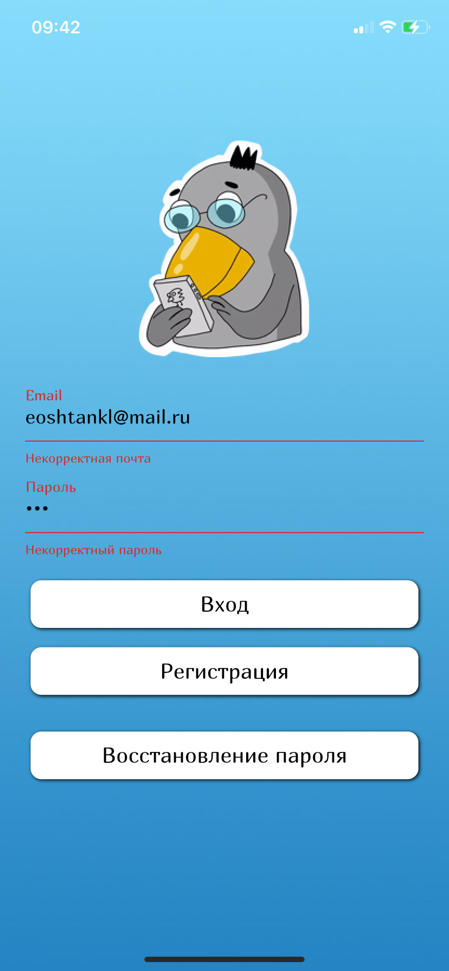 09:42
Email
eoshtankl@mail.ru
Некорректная почта
Пароль
•••
Некорректный пароль
Вход
Регистрация
Восстановление пароля